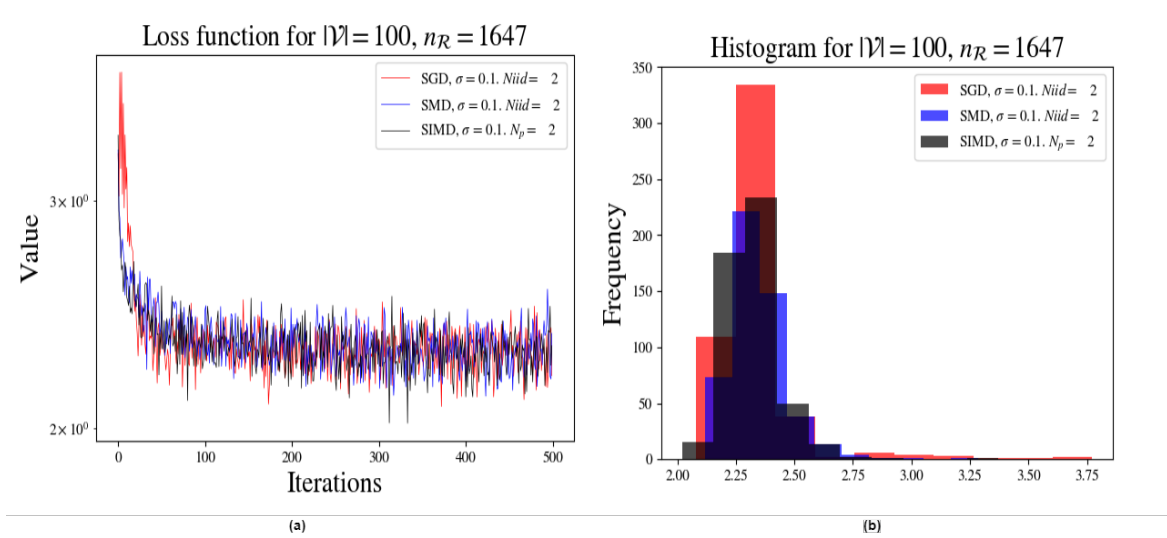 Loss function for |𝒱| = 100, n_ℛ = 1647
SGD, σ = 0.1. Niid = 2
SMD, σ = 0.1. Niid = 2
SIMD, σ = 0.1. N_p = 2
Value
3 × 10⁰
2 × 10⁰
0 100 200 300 400 500
Iterations
(a)
Histogram for |𝒱| = 100, n_ℛ = 1647
SGD, σ = 0.1. Niid = 2
SMD, σ = 0.1. Niid = 2
SIMD, σ = 0.1. N_p = 2
Frequency
350
300
250
200
150
100
50
0
2.00 2.25 2.50 2.75 3.00 3.25 3.50 3.75
(b)